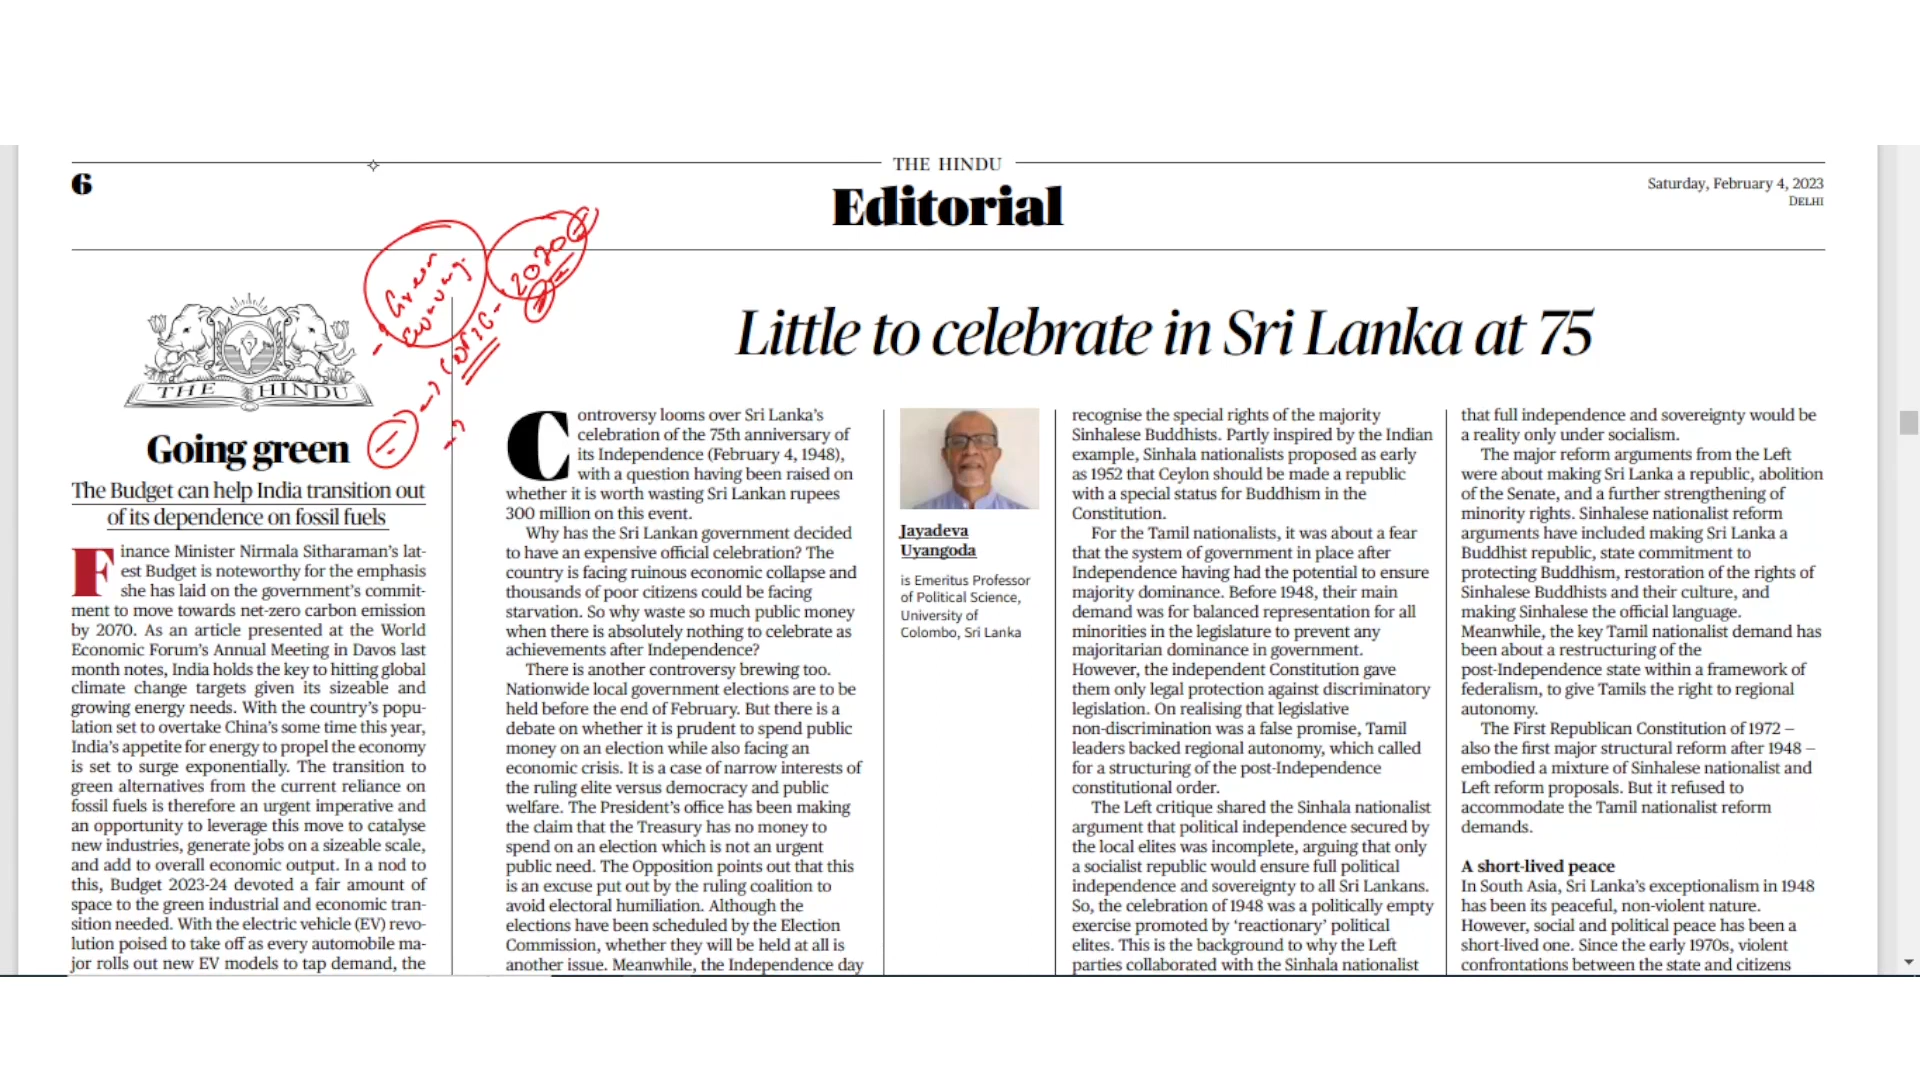 THE HINDU
6
Editorial
Saturday, February 4, 2023
DELHI
Green
2020
THE HINDU
Going green
The Budget can help India transition out
of its dependence on fossil fuels
Finance Minister Nirmala Sitharaman's lat-
est Budget is noteworthy for the emphasis
she has laid on the government's commit-
ment to move towards net-zero carbon emission
by 2070. As an article presented at the World
Economic Forum's Annual Meeting in Davos last
month notes, India holds the key to hitting global
climate change targets given its sizeable and
growing energy needs. With the country's popu-
lation set to overtake China's some time this year,
India's appetite for energy to propel the economy
is set to surge exponentially. The transition to
green alternatives from the current reliance on
fossil fuels is therefore an urgent imperative and
an opportunity to leverage this move to catalyse
new industries, generate jobs on a sizeable scale,
and add to overall economic output. In a nod to
this, Budget 2023-24 devoted a fair amount of
space to the green industrial and economic tran-
sition needed. With the electric vehicle (EV) revo-
lution poised to take off as every automobile ma-
jor rolls out new EV models to tap demand, the
Little to celebrate in Sri Lanka at 75
Controversy looms over Sri Lanka's
celebration of the 75th anniversary of
its Independence (February 4, 1948),
with a question having been raised on
whether it is worth wasting Sri Lankan rupees
300 million on this event.
Why has the Sri Lankan government decided
to have an expensive official celebration? The
country is facing ruinous economic collapse and
thousands of poor citizens could be facing
starvation. So why waste so much public money
when there is absolutely nothing to celebrate as
achievements after Independence?
There is another controversy brewing too.
Nationwide local government elections are to be
held before the end of February. But there is a
debate on whether it is prudent to spend public
money on an election while also facing an
economic crisis. It is a case of narrow interests of
the ruling elite versus democracy and public
welfare. The President's office has been making
the claim that the Treasury has no money to
spend on an election which is not an urgent
public need. The Opposition points out that this
is an excuse put out by the ruling coalition to
avoid electoral humiliation. Although the
elections have been scheduled by the Election
Commission, whether they will be held at all is
another issue. Meanwhile, the Independence day
Jayadeva
Uyangoda
is Emeritus Professor
of Political Science,
University of
Colombo, Sri Lanka
recognise the special rights of the majority
Sinhalese Buddhists. Partly inspired by the Indian
example, Sinhala nationalists proposed as early
as 1952 that Ceylon should be made a republic
with a special status for Buddhism in the
Constitution.
For the Tamil nationalists, it was about a fear
that the system of government in place after
Independence having had the potential to ensure
majority dominance. Before 1948, their main
demand was for balanced representation for all
minorities in the legislature to prevent any
majoritarian dominance in government.
However, the independent Constitution gave
them only legal protection against discriminatory
legislation. On realising that legislative
non-discrimination was a false promise, Tamil
leaders backed regional autonomy, which called
for a structuring of the post-Independence
constitutional order.
The Left critique shared the Sinhala nationalist
argument that political independence secured by
the local elites was incomplete, arguing that only
a socialist republic would ensure full political
independence and sovereignty to all Sri Lankans.
So, the celebration of 1948 was a politically empty
exercise promoted by 'reactionary' political
elites. This is the background to why the Left
parties collaborated with the Sinhala nationalist
that full independence and sovereignty would be
a reality only under socialism.
The major reform arguments from the Left
were about making Sri Lanka a republic, abolition
of the Senate, and a further strengthening of
minority rights. Sinhalese nationalist reform
arguments have included making Sri Lanka a
Buddhist republic, state commitment to
protecting Buddhism, restoration of the rights of
Sinhalese Buddhists and their culture, and
making Sinhalese the official language.
Meanwhile, the key Tamil nationalist demand has
been about a restructuring of the
post-Independence state within a framework of
federalism, to give Tamils the right to regional
autonomy.
The First Republican Constitution of 1972 –
also the first major structural reform after 1948 –
embodied a mixture of Sinhalese nationalist and
Left reform proposals. But it refused to
accommodate the Tamil nationalist reform
demands.
A short-lived peace
In South Asia, Sri Lanka's exceptionalism in 1948
has been its peaceful, non-violent nature.
However, social and political peace has been a
short-lived one. Since the early 1970s, violent
confrontations between the state and citizens